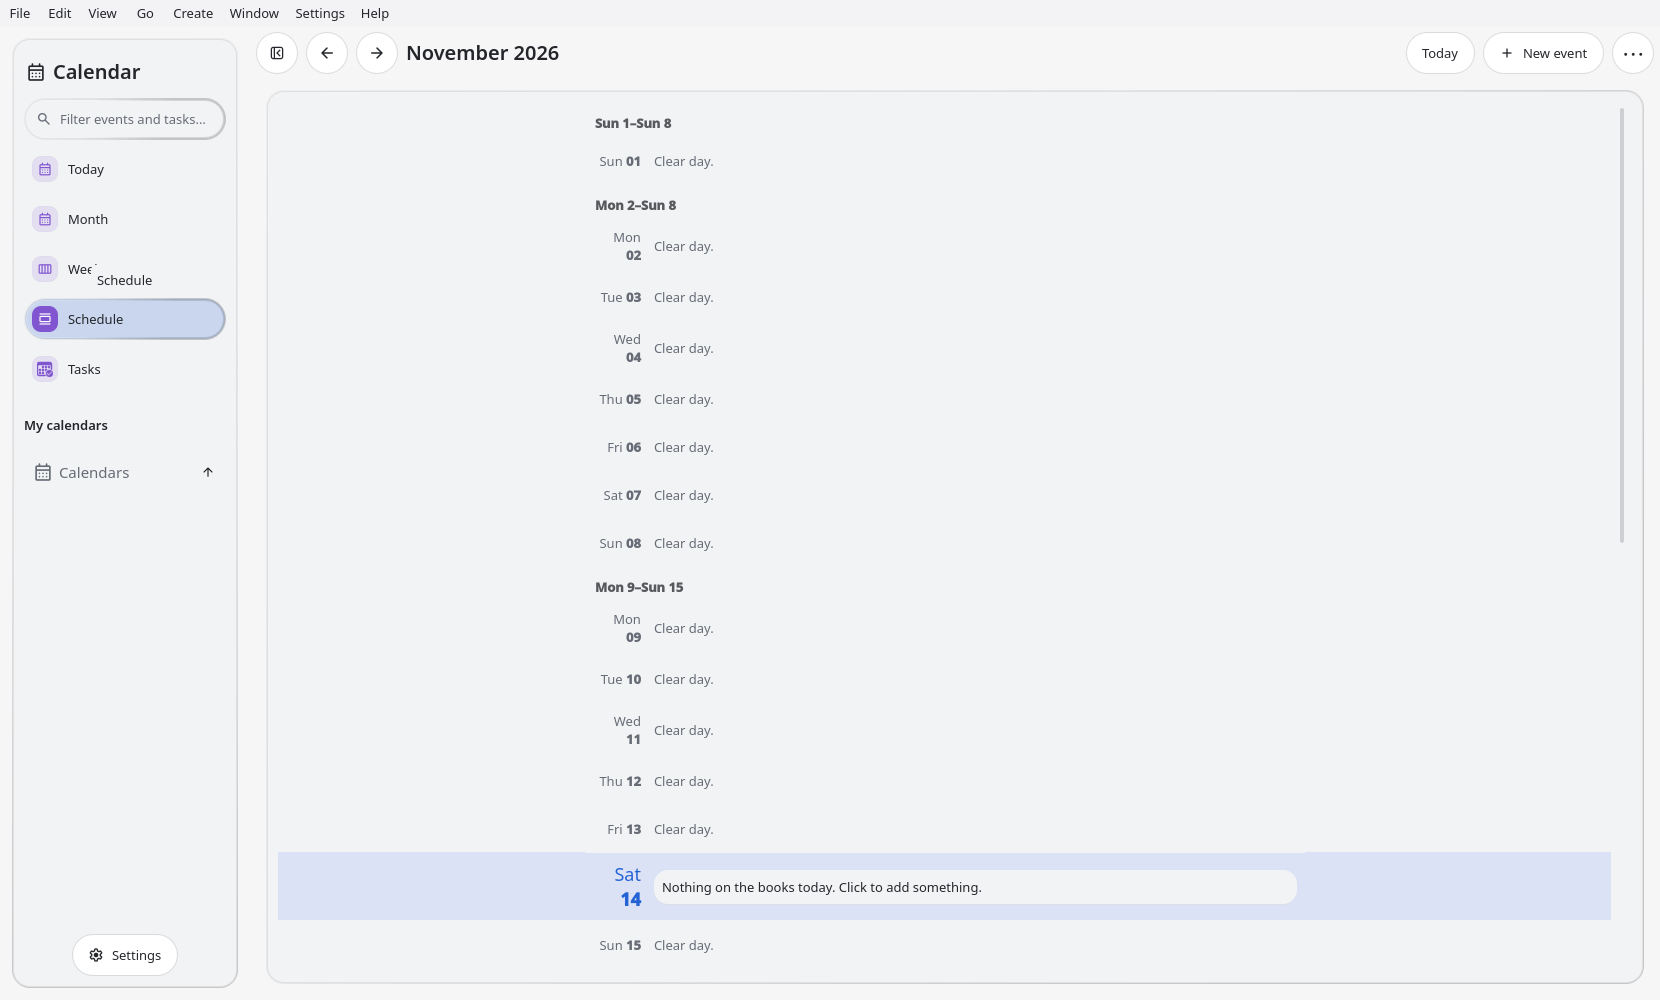 File Edit View Go Create Window Settings Help
Calendar
Filter events and tasks...
Today
Month
Schedule
Schedule
Tasks
My calendars
Calendars
Settings
November 2026
Today
New event
Sun 1–Sun 8
Sun 01 Clear day.
Mon 2–Sun 8
Mon 02 Clear day.
Tue 03 Clear day.
Wed 04 Clear day.
Thu 05 Clear day.
Fri 06 Clear day.
Sat 07 Clear day.
Sun 08 Clear day.
Mon 9–Sun 15
Mon 09 Clear day.
Tue 10 Clear day.
Wed 11 Clear day.
Thu 12 Clear day.
Fri 13 Clear day.
Sat 14 Nothing on the books today. Click to add something.
Sun 15 Clear day.